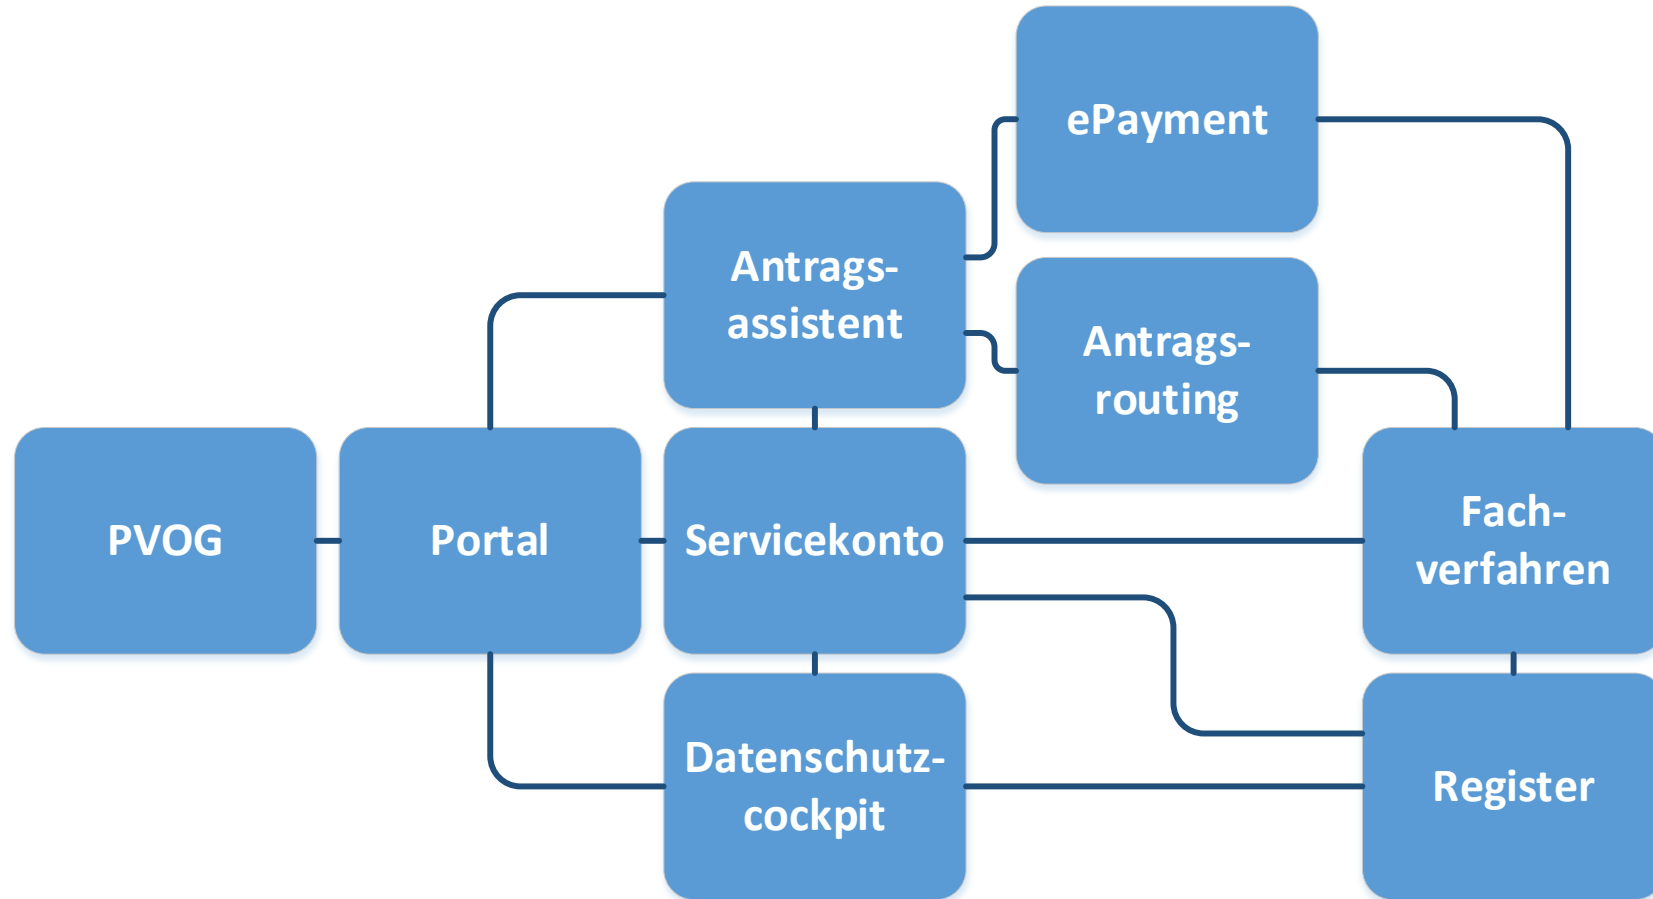 ePayment
Antrags-
assistent
Antrags-
routing
PVOG
Portal
Servicekonto
Fach-
verfahren
Datenschutz-
cockpit
Register